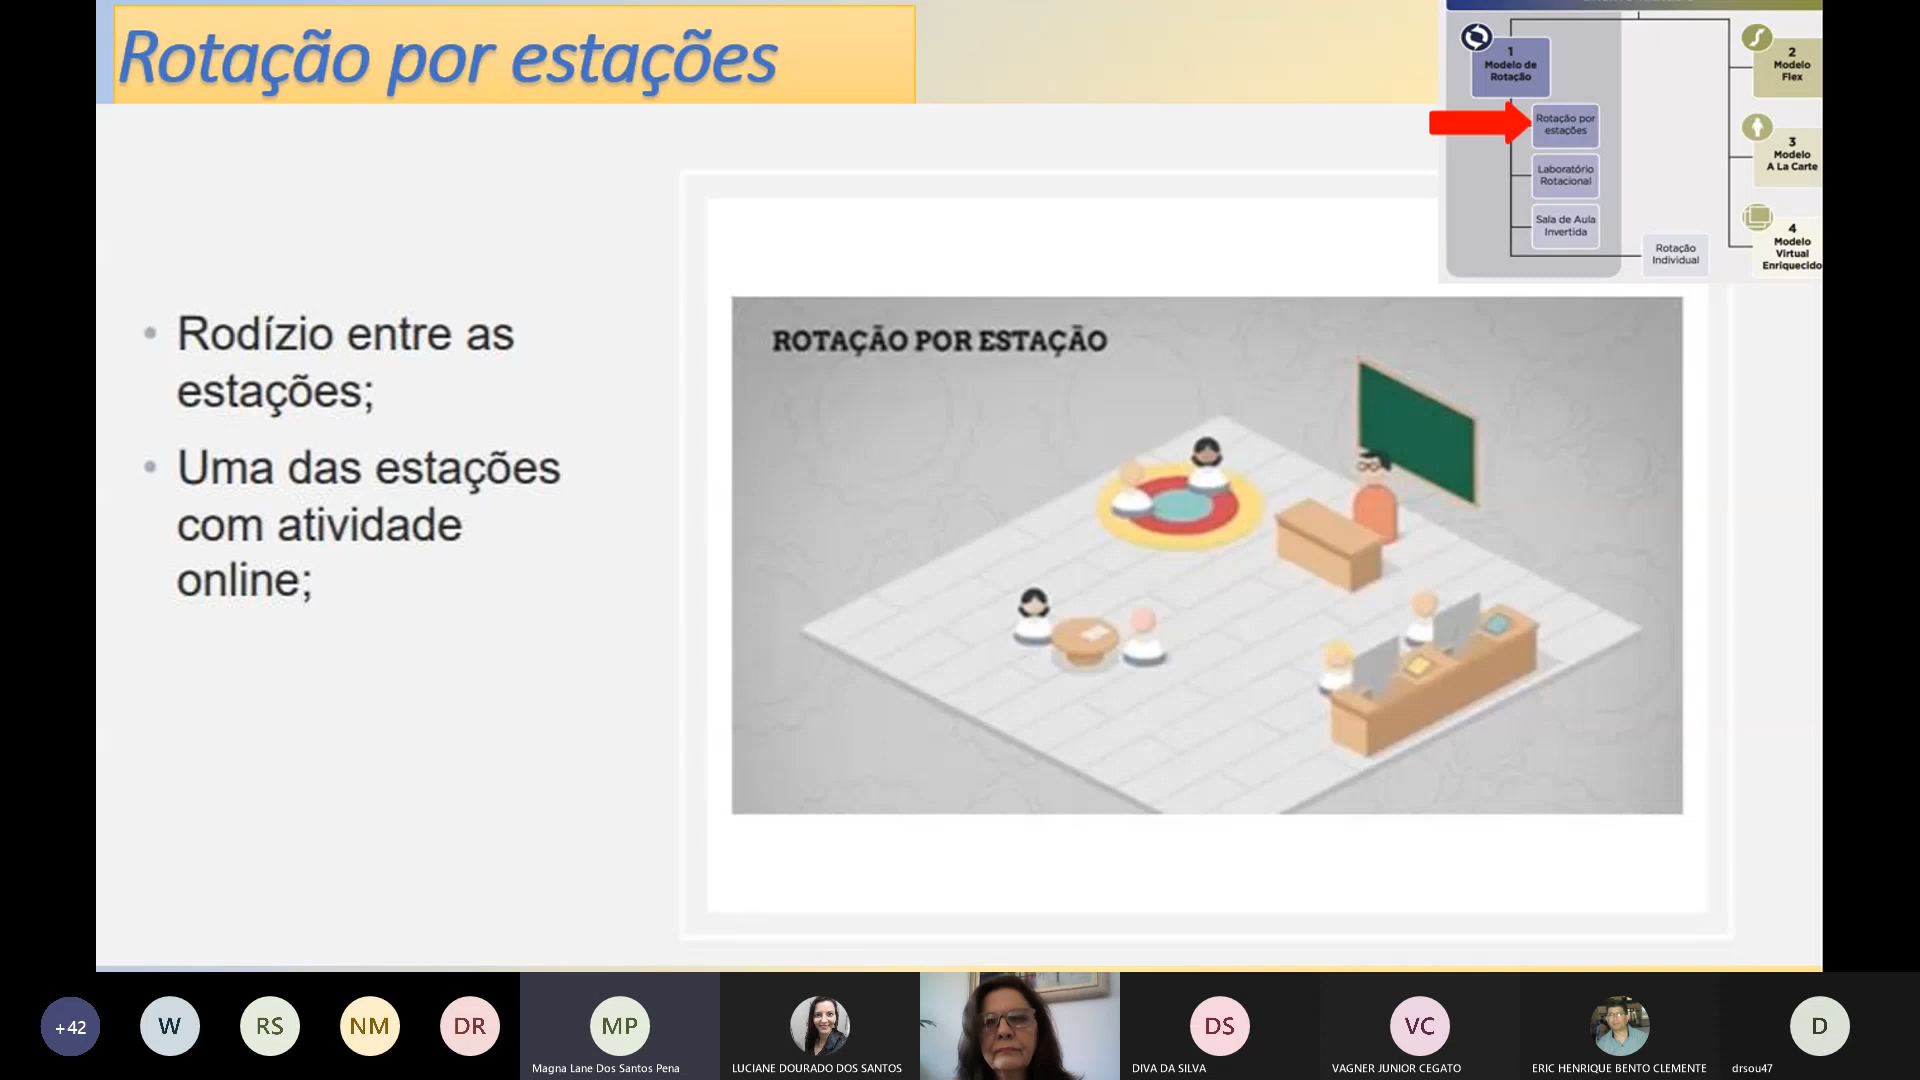 Rotação por estações
1
Modelo de
Rotação
Rotação por
estações
Laboratório
Rotacional
Sala de Aula
Invertida
Rotação
Individual
2
Modelo
Flex
3
Modelo
A La Carte
4
Modelo
Virtual
Enriquecido
• Rodízio entre as
estações;
• Uma das estações
com atividade
online;
ROTAÇÃO POR ESTAÇÃO
+42
W
RS
NM
DR
MP
Magna Lane Dos Santos Pena
LUCIANE DOURADO DOS SANTOS
DS
DIVA DA SILVA
VC
VAGNER JUNIOR CEGATO
ERIC HENRIQUE BENTO CLEMENTE
D
drsou47